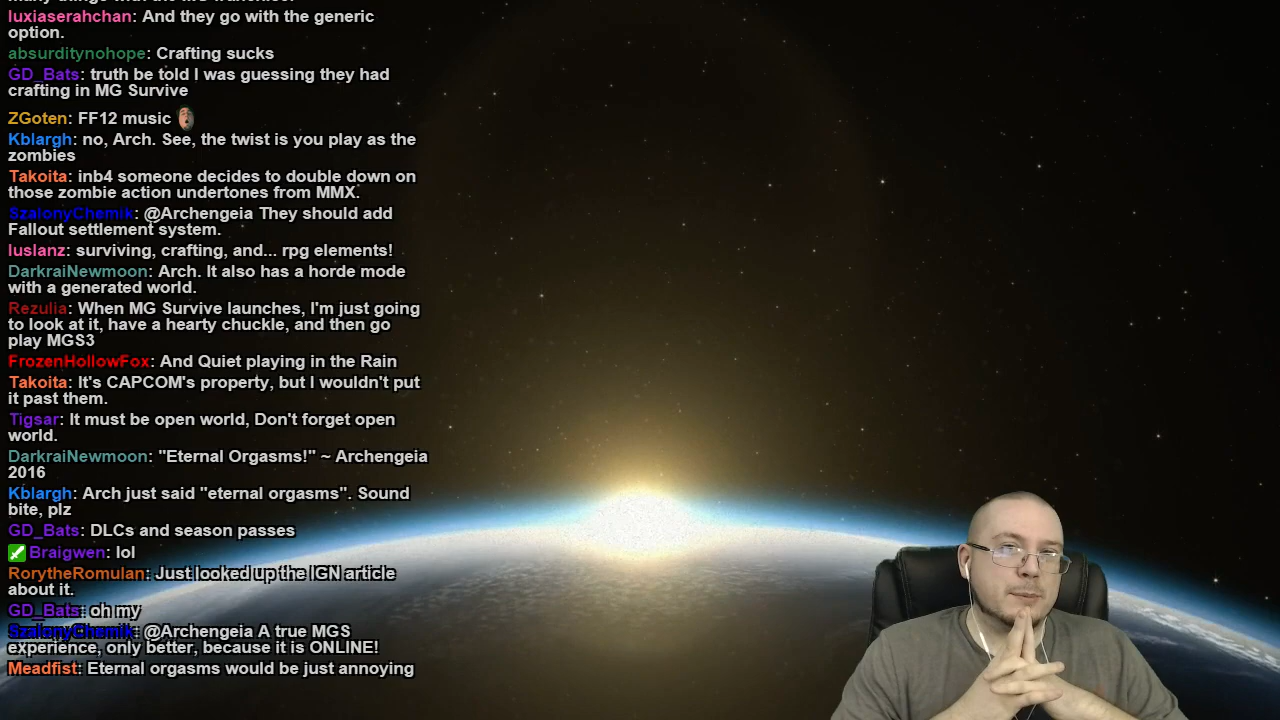 luxiaserahchan: And they go with the generic
option.
absurditynohope: Crafting sucks
GD_Bats: truth be told I was guessing they had
crafting in MG Survive
ZGoten: FF12 music
Kblargh: no, Arch. See, the twist is you play as the
zombies
Takoita: inb4 someone decides to double down on
those zombie action undertones from MMX.
SzalonyChemik: @Archengeia They should add
Fallout settlement system.
luslanz: surviving, crafting, and... rpg elements!
DarkraiNewmoon: Arch. It also has a horde mode
with a generated world.
Rezulia: When MG Survive launches, I'm just going
to look at it, have a hearty chuckle, and then go
play MGS3
FrozenHollowFox: And Quiet playing in the Rain
Takoita: It's CAPCOM's property, but I wouldn't put
it past them.
Tigsar: It must be open world, Don't forget open
world.
DarkraiNewmoon: "Eternal Orgasms!" ~ Archengeia
2016
Kblargh: Arch just said "eternal orgasms". Sound
bite, plz
GD_Bats: DLCs and season passes
Braigwen: lol
RorytheRomulan: Just looked up the IGN article
about it.
GD_Bats: oh my
SzalonyChemik: @Archengeia A true MGS
experience, only better, because it is ONLINE!
Meadfist: Eternal orgasms would be just annoying